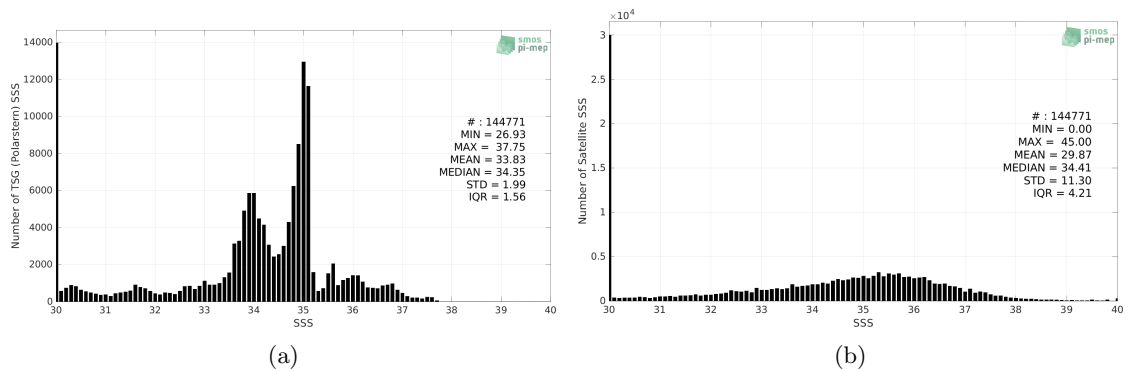 smos
pi-mep
Number of TSG (Polarstern) SSS
14000
12000
10000
8000
6000
4000
2000
0
# : 144771
MIN = 26.93
MAX = 37.75
MEAN = 33.83
MEDIAN = 34.35
STD = 1.99
IQR = 1.56
30 31 32 33 34 35 36 37 38 39 40
SSS
(a)
×10⁴
smos
pi-mep
Number of Satellite SSS
3
2.5
2
1.5
1
0.5
0
# : 144771
MIN = 0.00
MAX = 45.00
MEAN = 29.87
MEDIAN = 34.41
STD = 11.30
IQR = 4.21
30 31 32 33 34 35 36 37 38 39 40
SSS
(b)